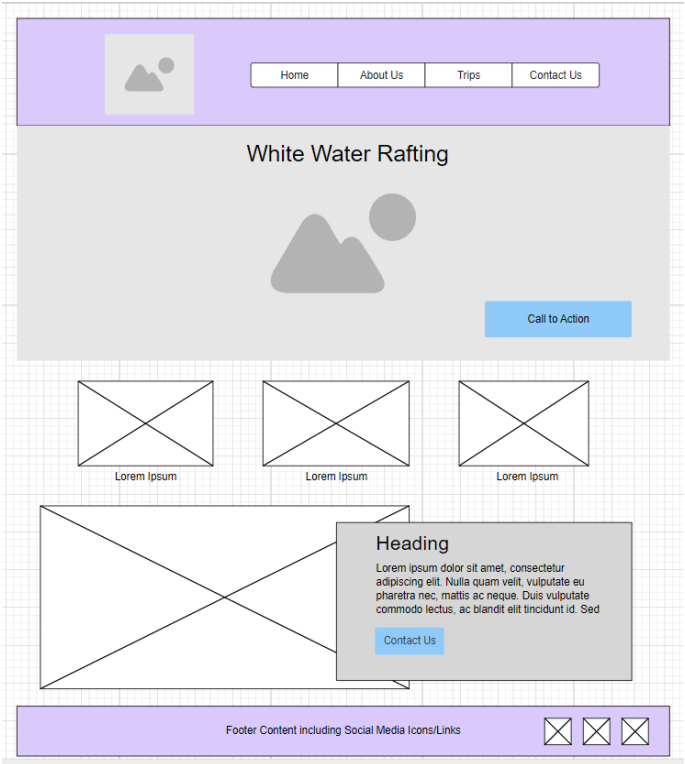 Home
About Us
Trips
Contact Us
White Water Rafting
Call to Action
Lorem Ipsum
Lorem Ipsum
Lorem Ipsum
Heading
Lorem ipsum dolor sit amet, consectetur
adipiscing elit. Nulla quam velit, vulputate eu
pharetra nec, mattis ac neque. Duis vulputate
commodo lectus, ac blandit elit tincidunt id. Sed
Contact Us
Footer Content including Social Media Icons/Links